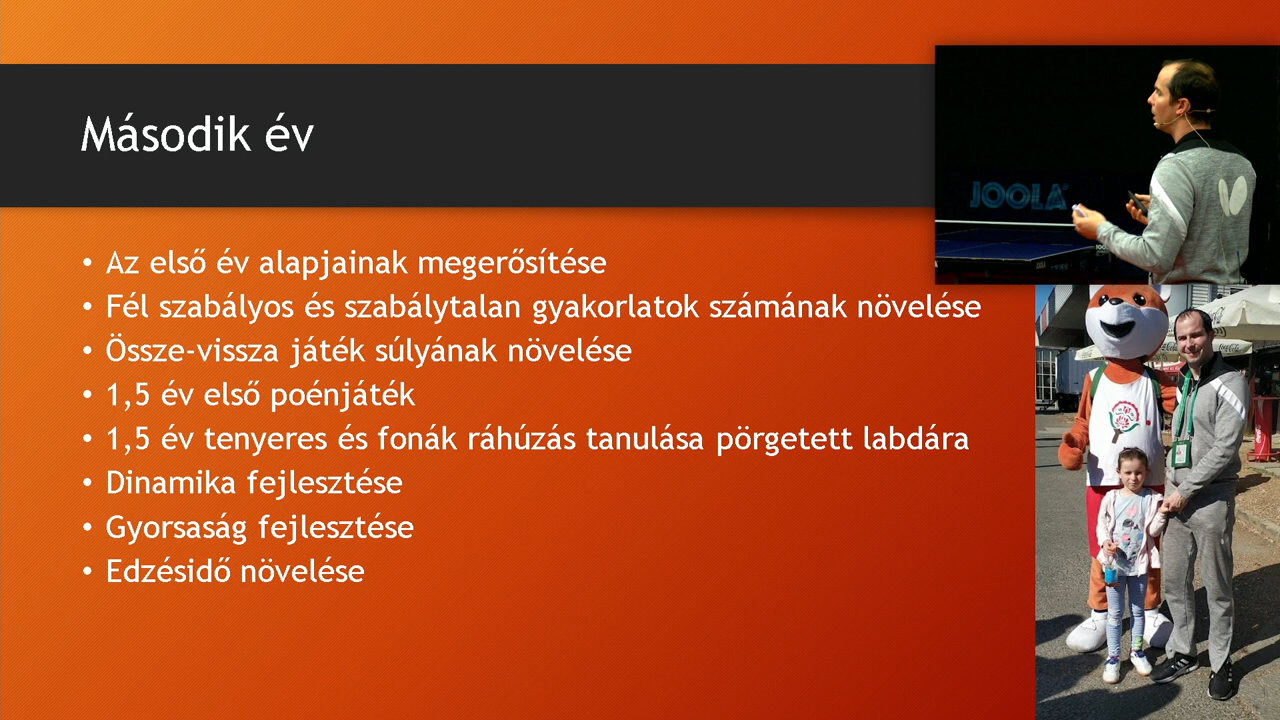 Második év
Az első év alapjainak megerősítése
Fél szabályos és szabálytalan gyakorlatok számának növelése
Össze-vissza játék súlyának növelése
1,5 év első poénjáték
1,5 év tenyeres és fonák ráhúzás tanulása pörgetett labdára
Dinamika fejlesztése
Gyorsaság fejlesztése
Edzésidő növelése
JOOLA